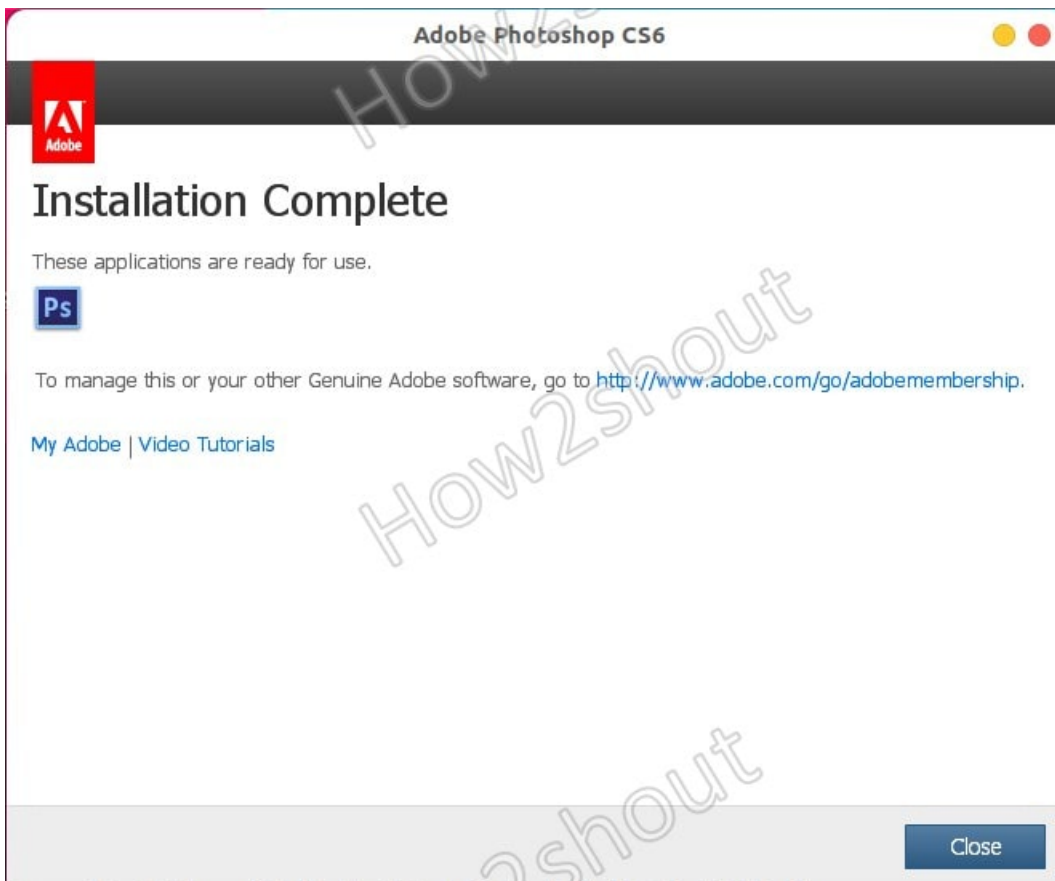 Adobe Photoshop CS6
Adobe
Installation Complete
These applications are ready for use.
Ps
To manage this or your other Genuine Adobe software, go to http://www.adobe.com/go/adobemembership.
My Adobe | Video Tutorials
Close
How2shout
How2shout
2shout